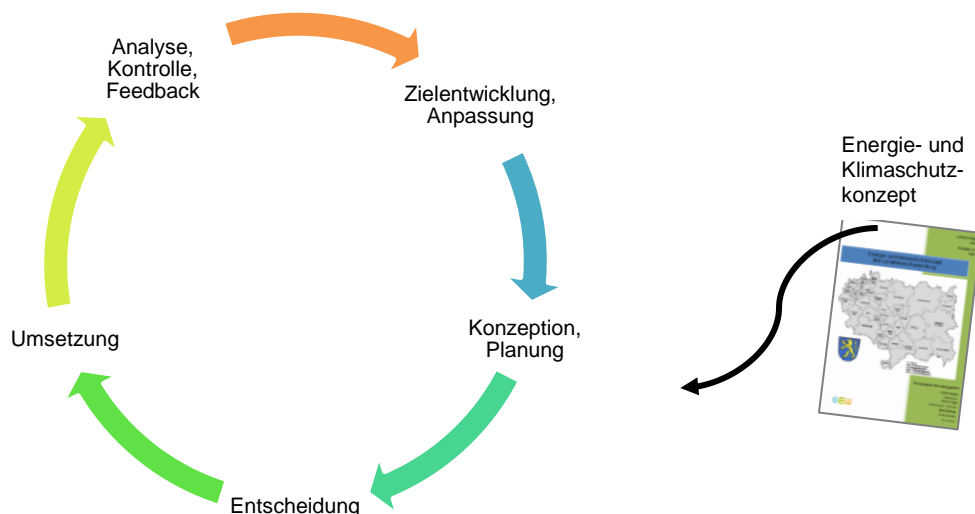 Analyse,
Kontrolle,
Feedback
Zielentwicklung,
Anpassung
Konzeption,
Planung
Entscheidung
Umsetzung
Energie- und
Klimaschutz-
konzept